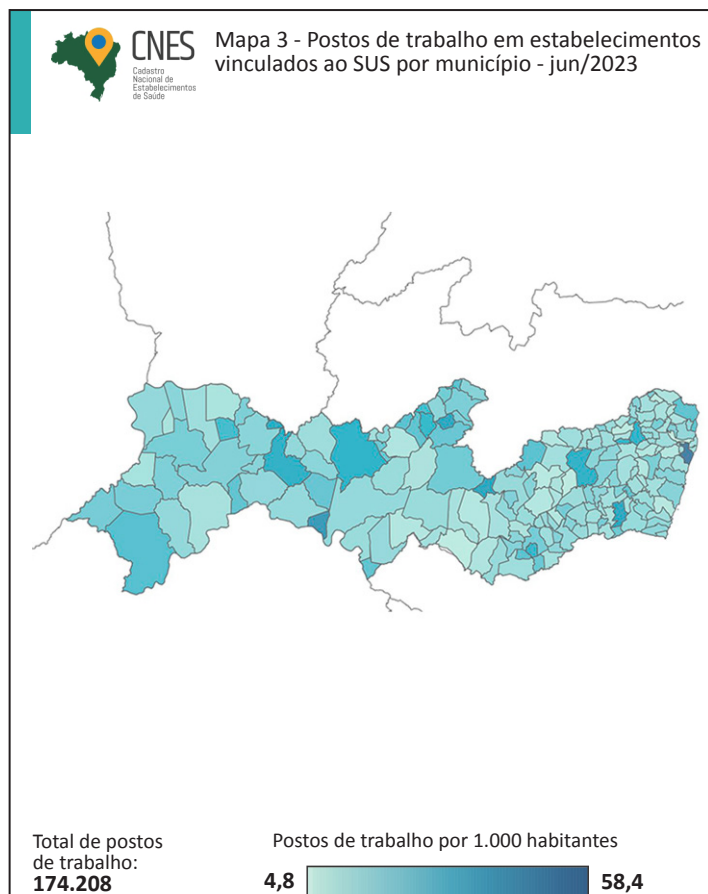 CNES
Cadastro
Nacional de
Estabelecimentos
de Saúde
Mapa 3 - Postos de trabalho em estabelecimentos
vinculados ao SUS por município - jun/2023
Total de postos
de trabalho:
174.208
Postos de trabalho por 1.000 habitantes
4,8
58,4